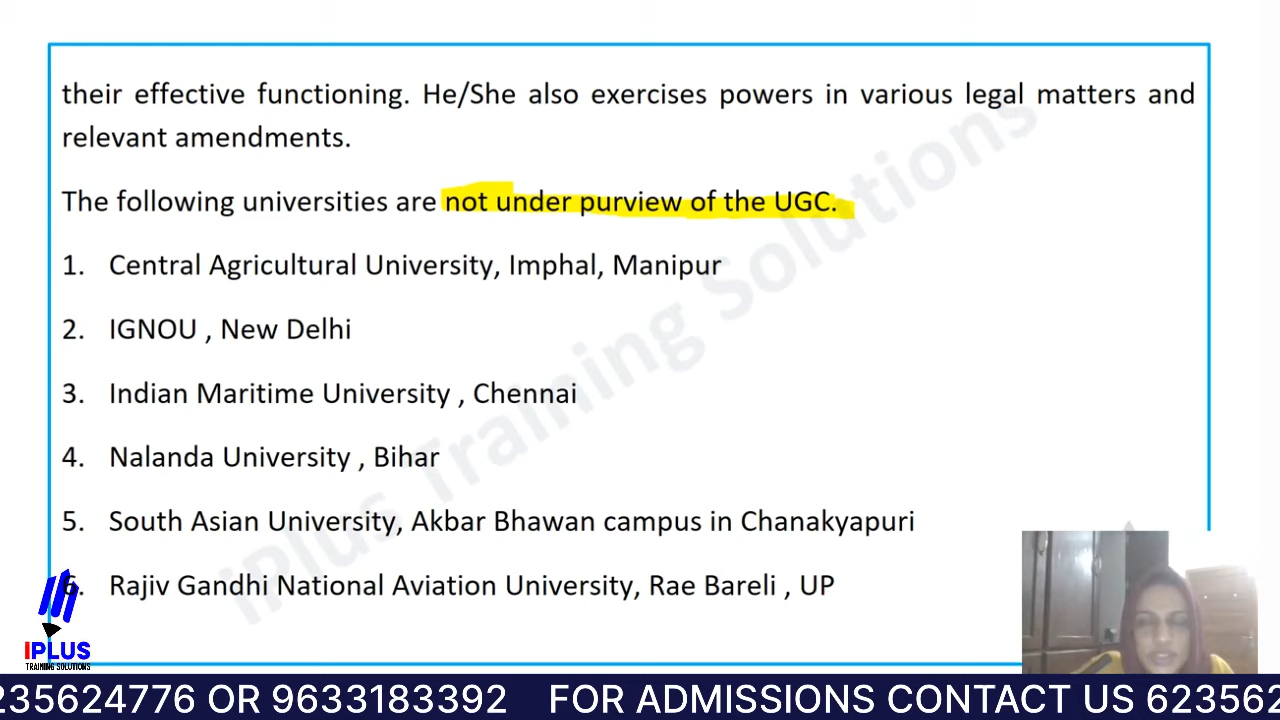 their effective functioning. He/She also exercises powers in various legal matters and
relevant amendments.
The following universities are not under purview of the UGC.
1. Central Agricultural University, Imphal, Manipur
2. IGNOU , New Delhi
3. Indian Maritime University , Chennai
4. Nalanda University , Bihar
5. South Asian University, Akbar Bhawan campus in Chanakyapuri
6. Rajiv Gandhi National Aviation University, Rae Bareli , UP
iPlus Training Solutions
IPLUS
TRAINING SOLUTIONS
235624776 OR 9633183392 FOR ADMISSIONS CONTACT US 623562